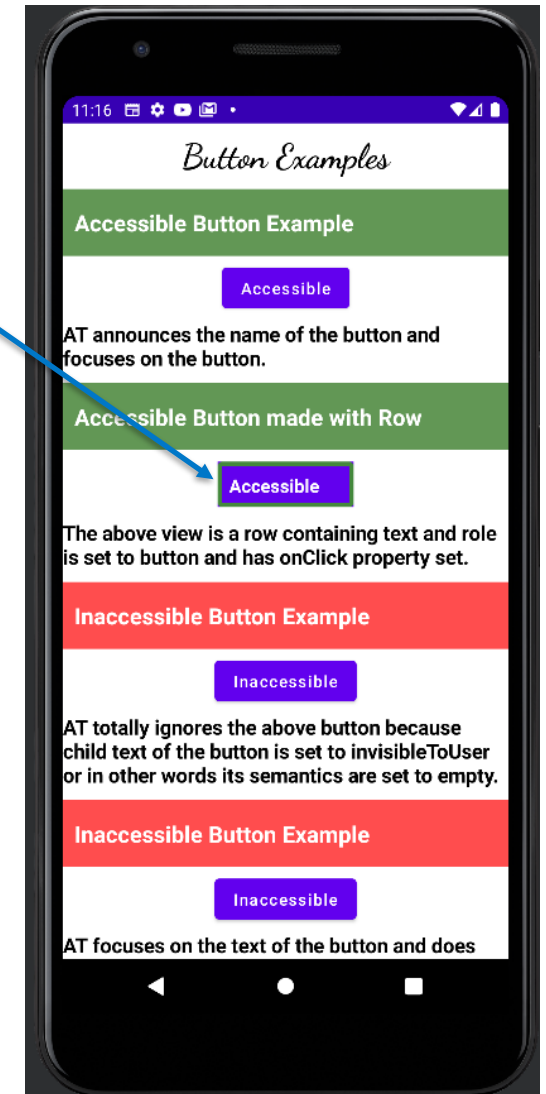 11:16
Button Examples
Accessible Button Example
Accessible
AT announces the name of the button and
focuses on the button.
Accessible Button made with Row
Accessible
The above view is a row containing text and role
is set to button and has onClick property set.
Inaccessible Button Example
Inaccessible
AT totally ignores the above button because
child text of the button is set to invisibleToUser
or in other words its semantics are set to empty.
Inaccessible Button Example
Inaccessible
AT focuses on the text of the button and does